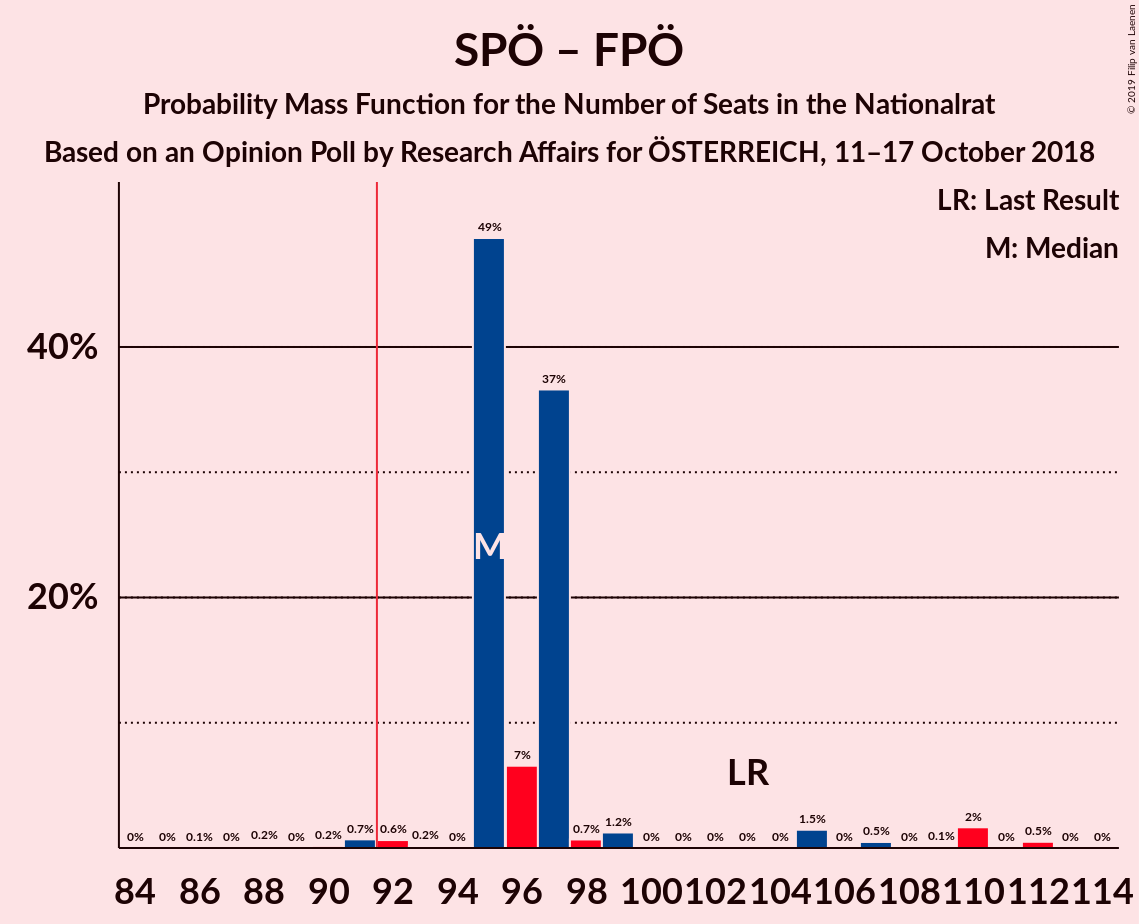 SPÖ – FPÖ
Probability Mass Function for the Number of Seats in the Nationalrat
Based on an Opinion Poll by Research Affairs for ÖSTERREICH, 11–17 October 2018
© 2019 Filip van Laenen
LR: Last Result
M: Median
49%
40%
37%
M
20%
7%
LR
0% 0% 0.1% 0% 0.2% 0% 0.2% 0.7% 0.6% 0.2% 0% 0.7% 1.2% 0% 0% 0% 0% 0% 1.5% 0% 0.5% 0% 0.1% 2% 0% 0.5% 0% 0%
84 86 88 90 92 94 96 98 100 102 104 106 108 110 112 114